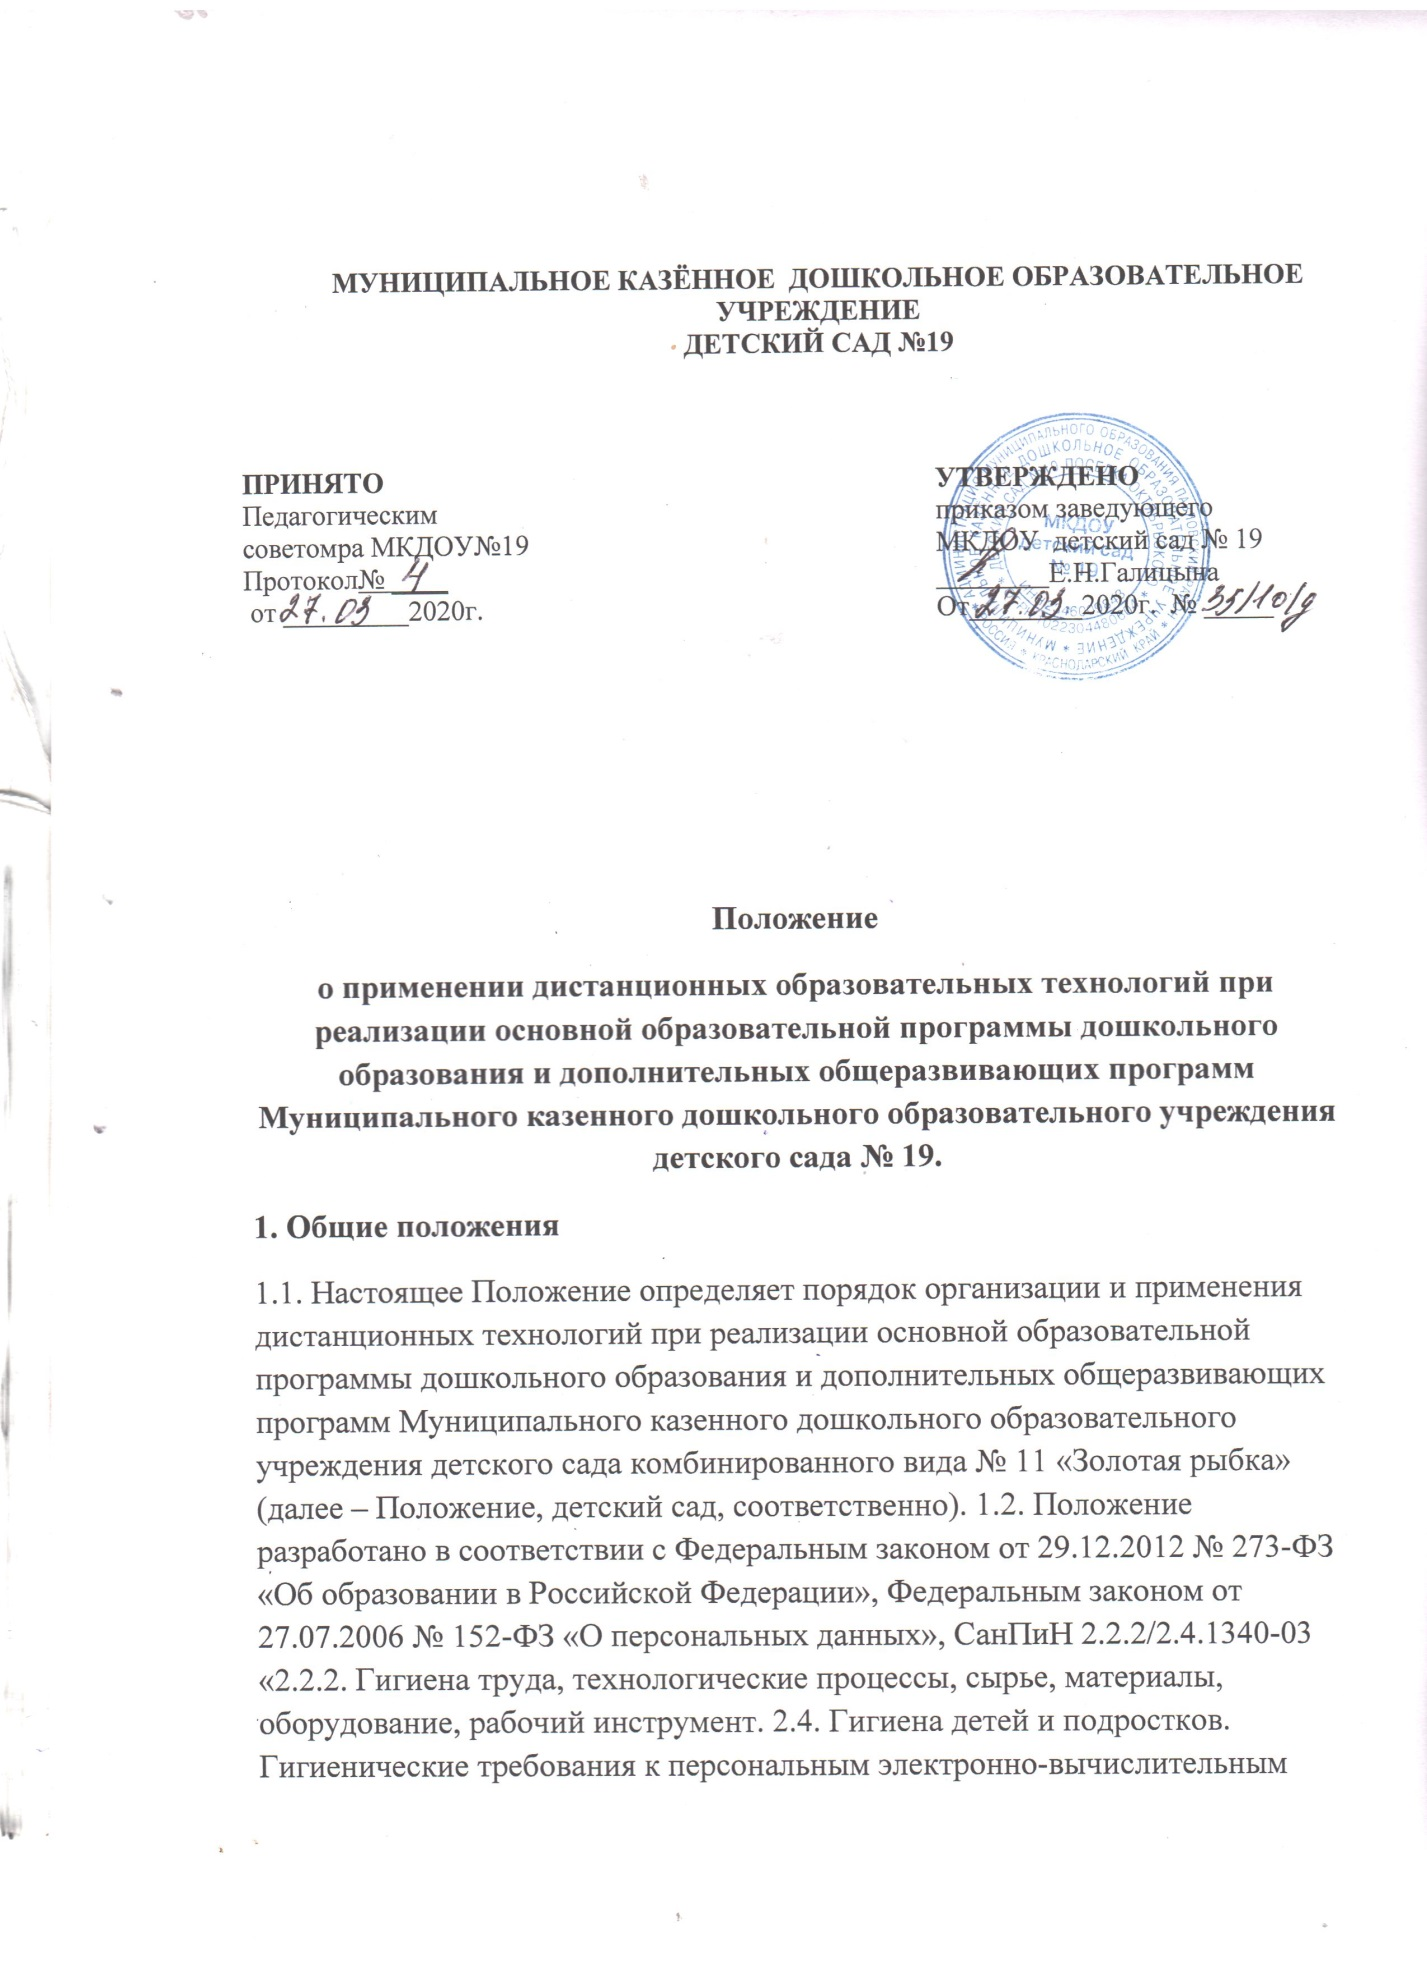 МУНИЦИПАЛЬНОЕ КАЗЁННОЕ ДОШКОЛЬНОЕ ОБРАЗОВАТЕЛЬНОЕ
УЧРЕЖДЕНИЕ
ДЕТСКИЙ САД №19
ПРИНЯТО
Педагогическим
советомра МКДОУ№19
Протокол№ 4
от 27.03 2020г.
УТВЕРЖДЕНО
приказом заведующего
МКДОУ детский сад № 19
Е.Н.Галицына
От 27.03 2020г. № 35/10/д
МКДОУ
детский сад
№ 19
Положение
о применении дистанционных образовательных технологий при
реализации основной образовательной программы дошкольного
образования и дополнительных общеразвивающих программ
Муниципального казенного дошкольного образовательного учреждения
детского сада № 19.
1. Общие положения
1.1. Настоящее Положение определяет порядок организации и применения
дистанционных технологий при реализации основной образовательной
программы дошкольного образования и дополнительных общеразвивающих
программ Муниципального казенного дошкольного образовательного
учреждения детского сада комбинированного вида № 11 «Золотая рыбка»
(далее – Положение, детский сад, соответственно). 1.2. Положение
разработано в соответствии с Федеральным законом от 29.12.2012 № 273-ФЗ
«Об образовании в Российской Федерации», Федеральным законом от
27.07.2006 № 152-ФЗ «О персональных данных», СанПиН 2.2.2/2.4.1340-03
«2.2.2. Гигиена труда, технологические процессы, сырье, материалы,
оборудование, рабочий инструмент. 2.4. Гигиена детей и подростков.
Гигиенические требования к персональным электронно-вычислительным